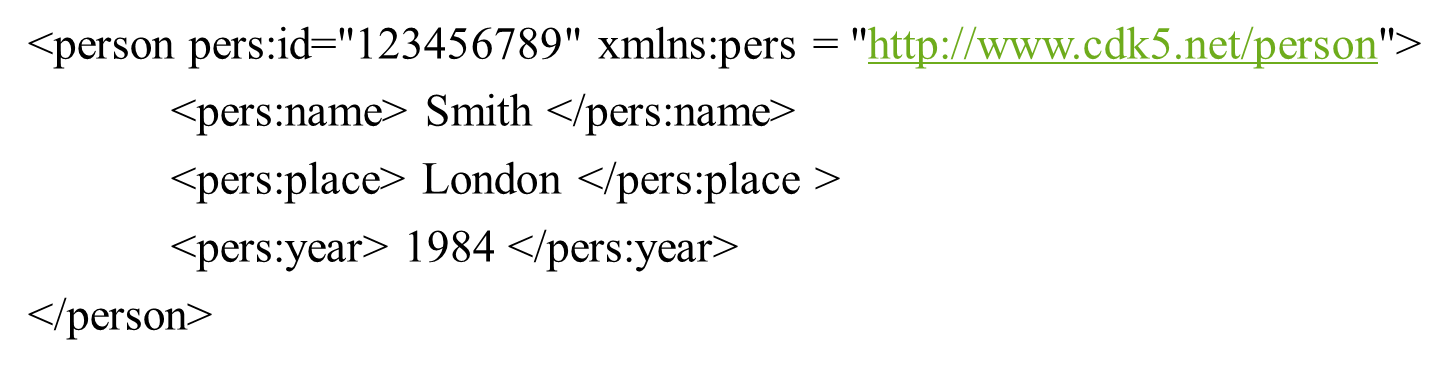 <person pers:id="123456789" xmlns:pers = "http://www.cdk5.net/person">
<pers:name> Smith </pers:name>
<pers:place> London </pers:place >
<pers:year> 1984 </pers:year>
</person>